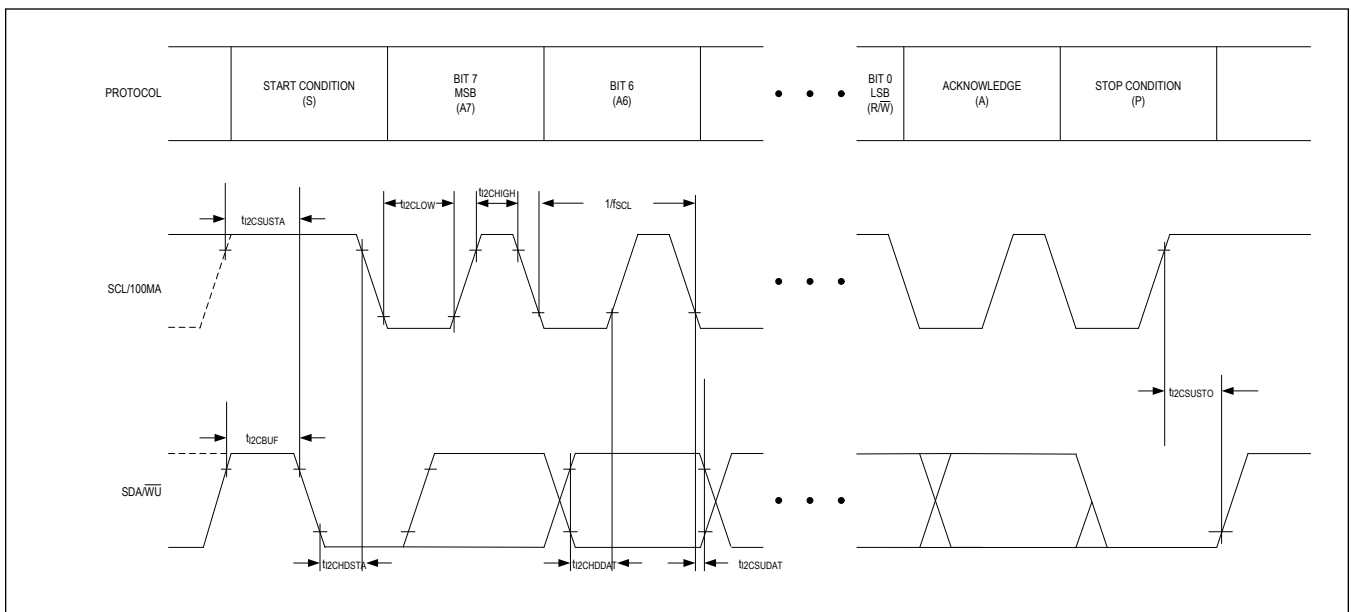 PROTOCOL
START CONDITION
(S)
BIT 7
MSB
(A7)
BIT 6
(A6)
BIT 0
LSB
(R/W̅)
ACKNOWLEDGE
(A)
STOP CONDITION
(P)
tI2CSUSTA
tI2CLOW
tI2CHIGH
1/fSCL
SCL/100MA
tI2CSUSTO
tI2CBUF
SDA/W̅U̅
tI2CHDSTA
tI2CHDDAT
tI2CSUDAT